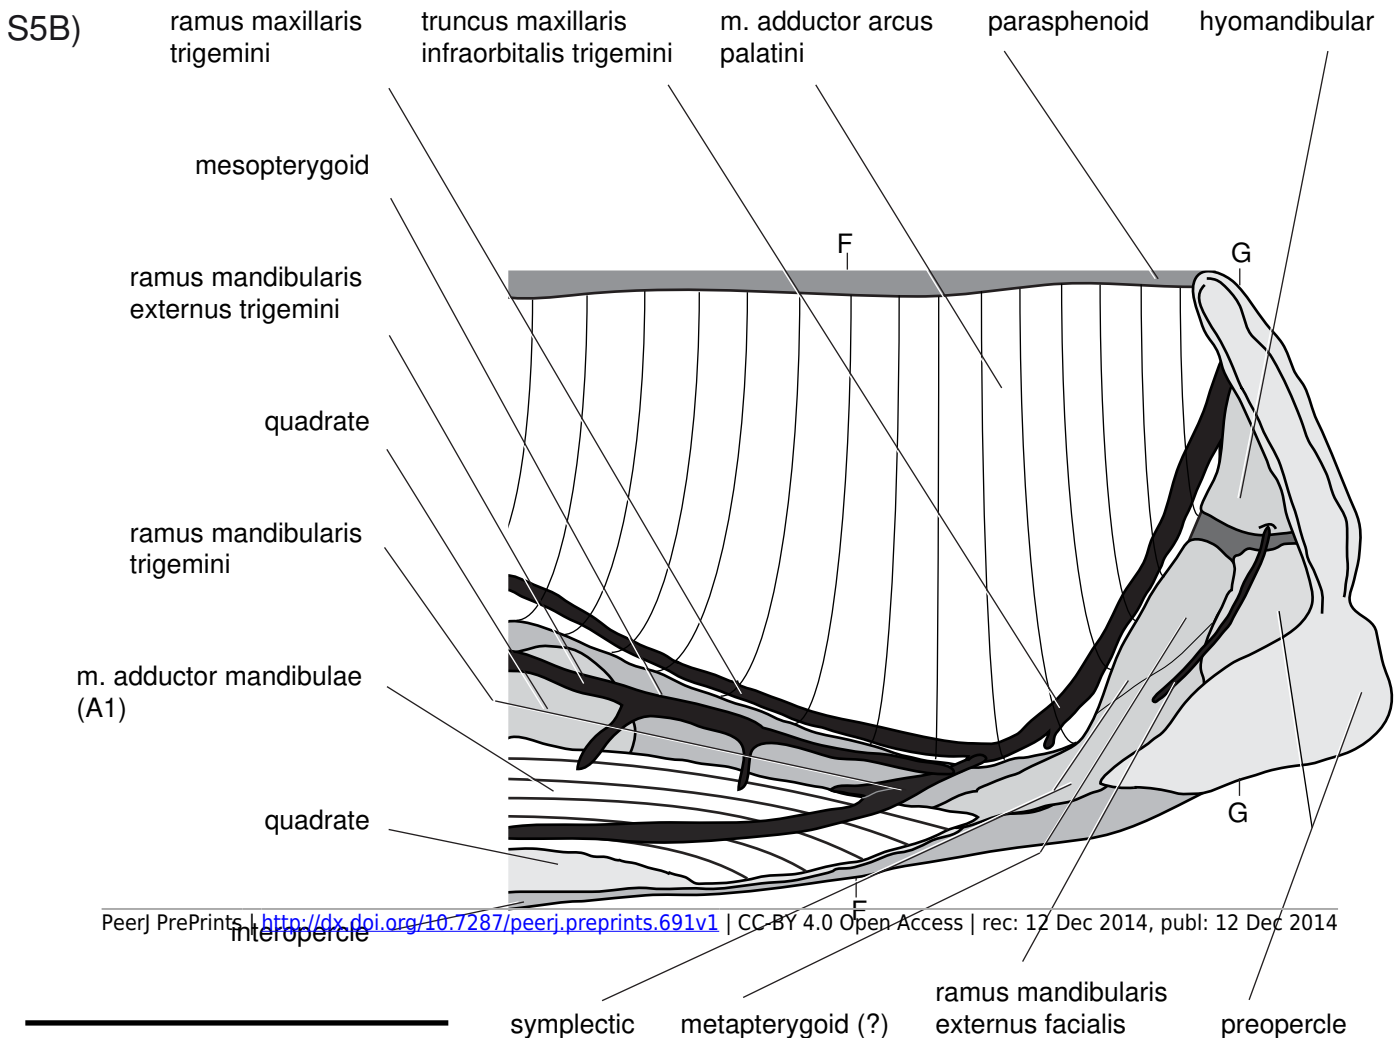 S5B)
ramus maxillaris
trigemini
truncus maxillaris
infraorbitalis trigemini
m. adductor arcus
palatini
parasphenoid
hyomandibular
mesopterygoid
F
G
ramus mandibularis
externus trigemini
quadrate
ramus mandibularis
trigemini
m. adductor mandibulae
(A1)
quadrate
G
F
PeerJ PrePrints | http://dx.doi.org/10.7287/peerj.preprints.691v1 | CC-BY 4.0 Open Access | rec: 12 Dec 2014, publ: 12 Dec 2014
interopercle
symplectic
metapterygoid (?)
ramus mandibularis
externus facialis
preopercle